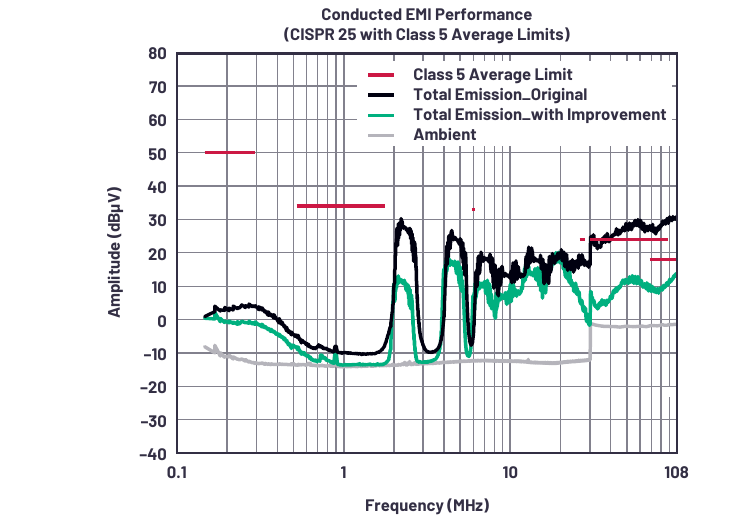 Conducted EMI Performance
(CISPR 25 with Class 5 Average Limits)
Class 5 Average Limit
Total Emission_Original
Total Emission_with Improvement
Ambient
Amplitude (dBµV)
80
70
60
50
40
30
20
10
0
−10
−20
−30
−40
0.1
1
10
108
Frequency (MHz)